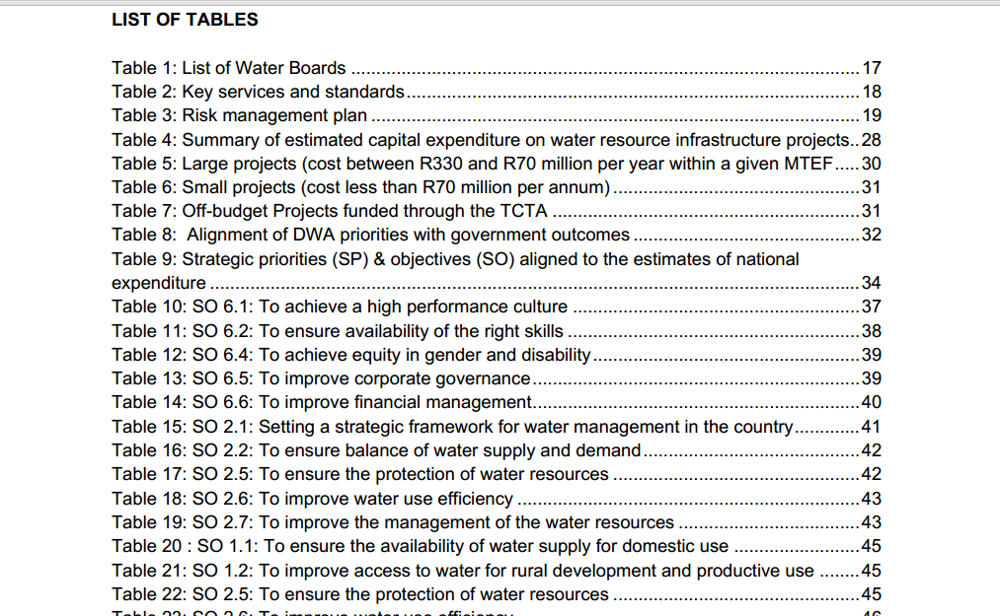 LIST OF TABLES
Table 1: List of Water Boards ........................................................................................................ 17
Table 2: Key services and standards ............................................................................................. 18
Table 3: Risk management plan .................................................................................................... 19
Table 4: Summary of estimated capital expenditure on water resource infrastructure projects.. 28
Table 5: Large projects (cost between R330 and R70 million per year within a given MTEF ..... 30
Table 6: Small projects (cost less than R70 million per annum) .................................................. 31
Table 7: Off-budget Projects funded through the TCTA ............................................................... 31
Table 8:  Alignment of DWA priorities with government outcomes .............................................. 32
Table 9: Strategic priorities (SP) & objectives (SO) aligned to the estimates of national
expenditure ..................................................................................................................................... 34
Table 10: SO 6.1: To achieve a high performance culture ........................................................... 37
Table 11: SO 6.2: To ensure availability of the right skills ............................................................ 38
Table 12: SO 6.4: To achieve equity in gender and disability ....................................................... 39
Table 13: SO 6.5: To improve corporate governance ................................................................... 39
Table 14: SO 6.6: To improve financial management ................................................................... 40
Table 15: SO 2.1: Setting a strategic framework for water management in the country ............. 41
Table 16: SO 2.2: To ensure balance of water supply and demand ............................................ 42
Table 17: SO 2.5: To ensure the protection of water resources .................................................. 42
Table 18: SO 2.6: To improve water use efficiency ...................................................................... 43
Table 19: SO 2.7: To improve the management of the water resources ..................................... 43
Table 20 : SO 1.1: To ensure the availability of water supply for domestic use ......................... 45
Table 21: SO 1.2: To improve access to water for rural development and productive use ........ 45
Table 22: SO 2.5: To ensure the protection of water resources .................................................. 45
Table 23: SO 2.6: To improve water use efficiency ...................................................................... 46